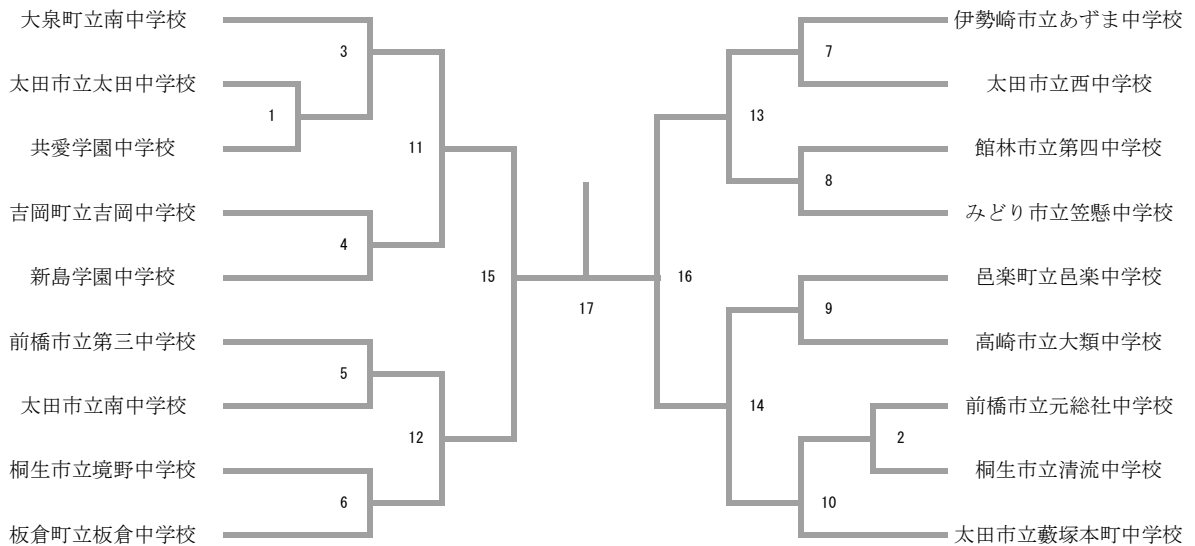 大泉町立南中学校
太田市立太田中学校
共愛学園中学校
吉岡町立吉岡中学校
新島学園中学校
前橋市立第三中学校
太田市立南中学校
桐生市立境野中学校
板倉町立板倉中学校
3
1
11
4
15
5
12
6
17
7
13
8
16
9
14
2
10
伊勢崎市立あずま中学校
太田市立西中学校
館林市立第四中学校
みどり市立笠懸中学校
邑楽町立邑楽中学校
高崎市立大類中学校
前橋市立元総社中学校
桐生市立清流中学校
太田市立藪塚本町中学校